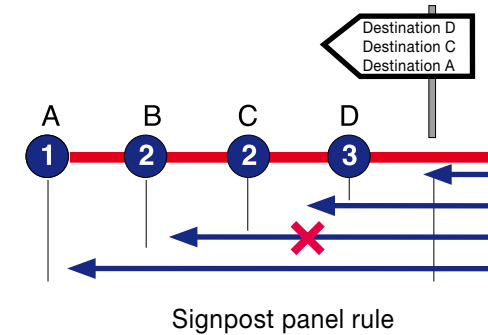 Destination D
Destination C
Destination A
A B C D
1 2 2 3
Signpost panel rule